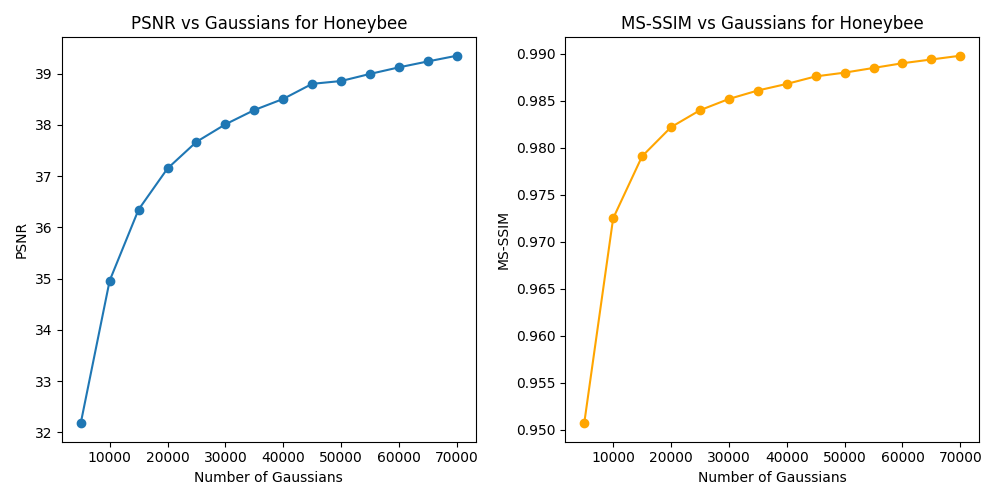 PSNR vs Gaussians for Honeybee
PSNR
39
38
37
36
35
34
33
32
10000 20000 30000 40000 50000 60000 70000
Number of Gaussians
MS-SSIM vs Gaussians for Honeybee
MS-SSIM
0.990
0.985
0.980
0.975
0.970
0.965
0.960
0.955
0.950
10000 20000 30000 40000 50000 60000 70000
Number of Gaussians